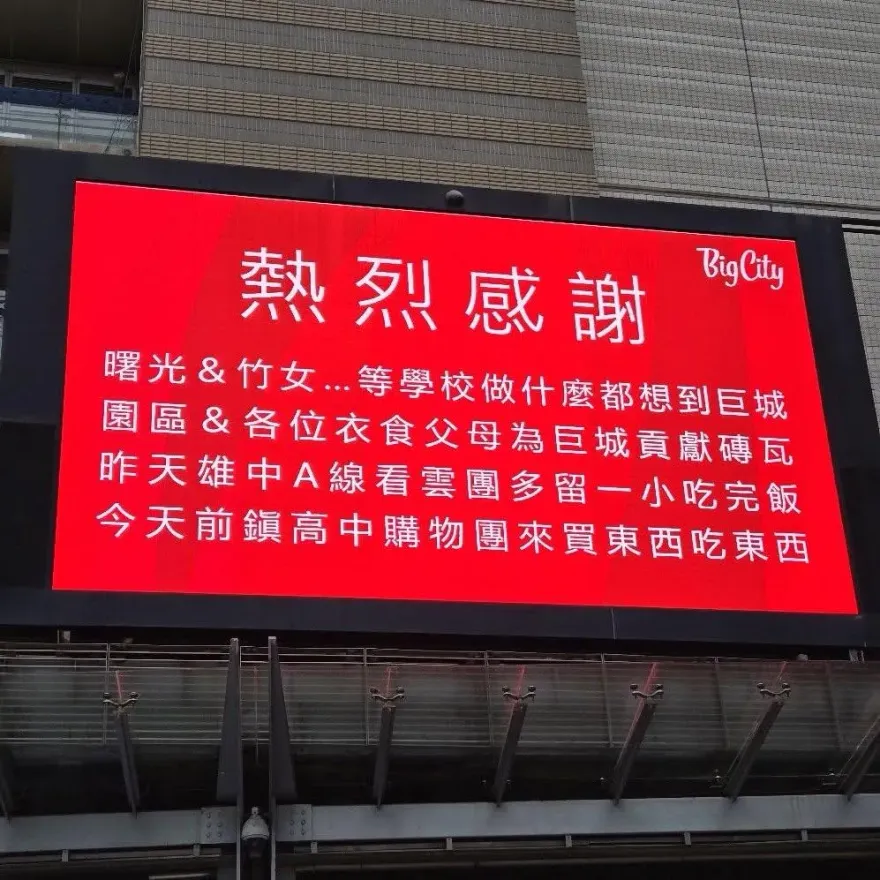 BigCity
熱烈感謝
曙光&竹女...等學校做什麼都想到巨城
園區&各位衣食父母為巨城貢獻磚瓦
昨天雄中A線看雲團多留一小吃完飯
今天前鎮高中購物團來買東西吃東西